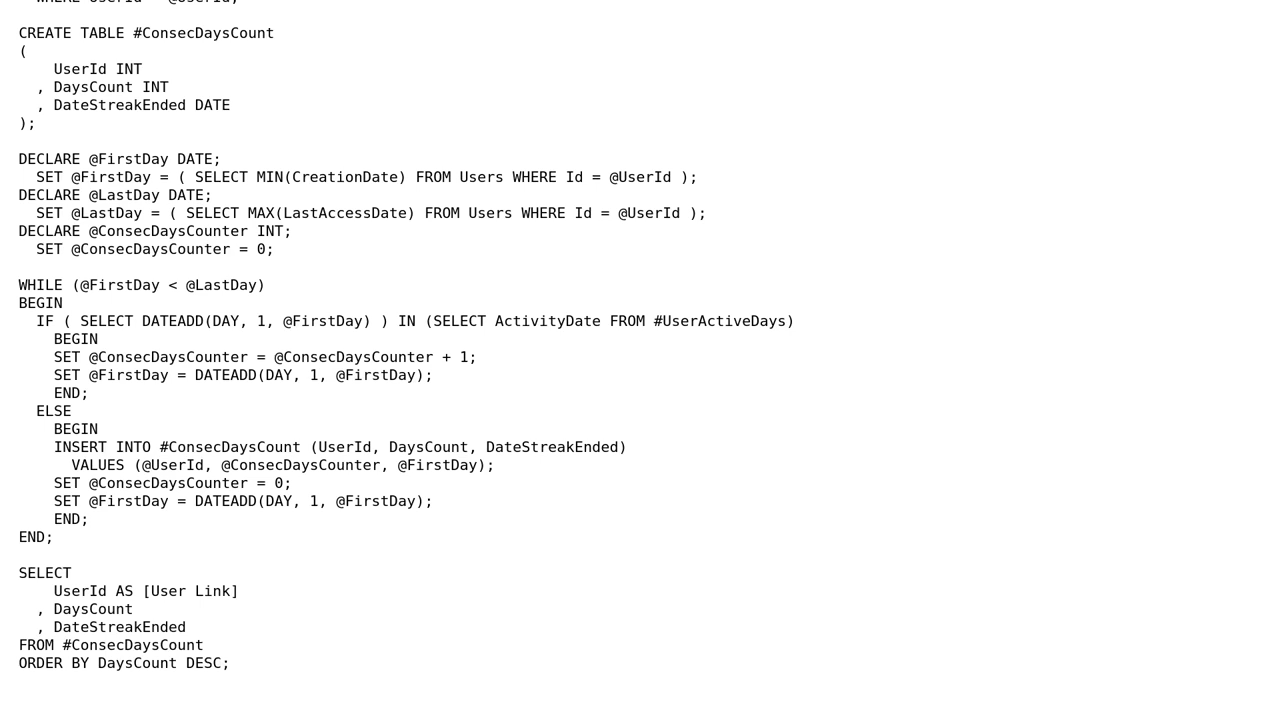 WHERE UserId = @UserId;
CREATE TABLE #ConsecDaysCount
(
UserId INT
, DaysCount INT
, DateStreakEnded DATE
);
DECLARE @FirstDay DATE;
SET @FirstDay = ( SELECT MIN(CreationDate) FROM Users WHERE Id = @UserId );
DECLARE @LastDay DATE;
SET @LastDay = ( SELECT MAX(LastAccessDate) FROM Users WHERE Id = @UserId );
DECLARE @ConsecDaysCounter INT;
SET @ConsecDaysCounter = 0;
WHILE (@FirstDay < @LastDay)
BEGIN
IF ( SELECT DATEADD(DAY, 1, @FirstDay) ) IN (SELECT ActivityDate FROM #UserActiveDays)
BEGIN
SET @ConsecDaysCounter = @ConsecDaysCounter + 1;
SET @FirstDay = DATEADD(DAY, 1, @FirstDay);
END;
ELSE
BEGIN
INSERT INTO #ConsecDaysCount (UserId, DaysCount, DateStreakEnded)
VALUES (@UserId, @ConsecDaysCounter, @FirstDay);
SET @ConsecDaysCounter = 0;
SET @FirstDay = DATEADD(DAY, 1, @FirstDay);
END;
END;
SELECT
UserId AS [User Link]
, DaysCount
, DateStreakEnded
FROM #ConsecDaysCount
ORDER BY DaysCount DESC;